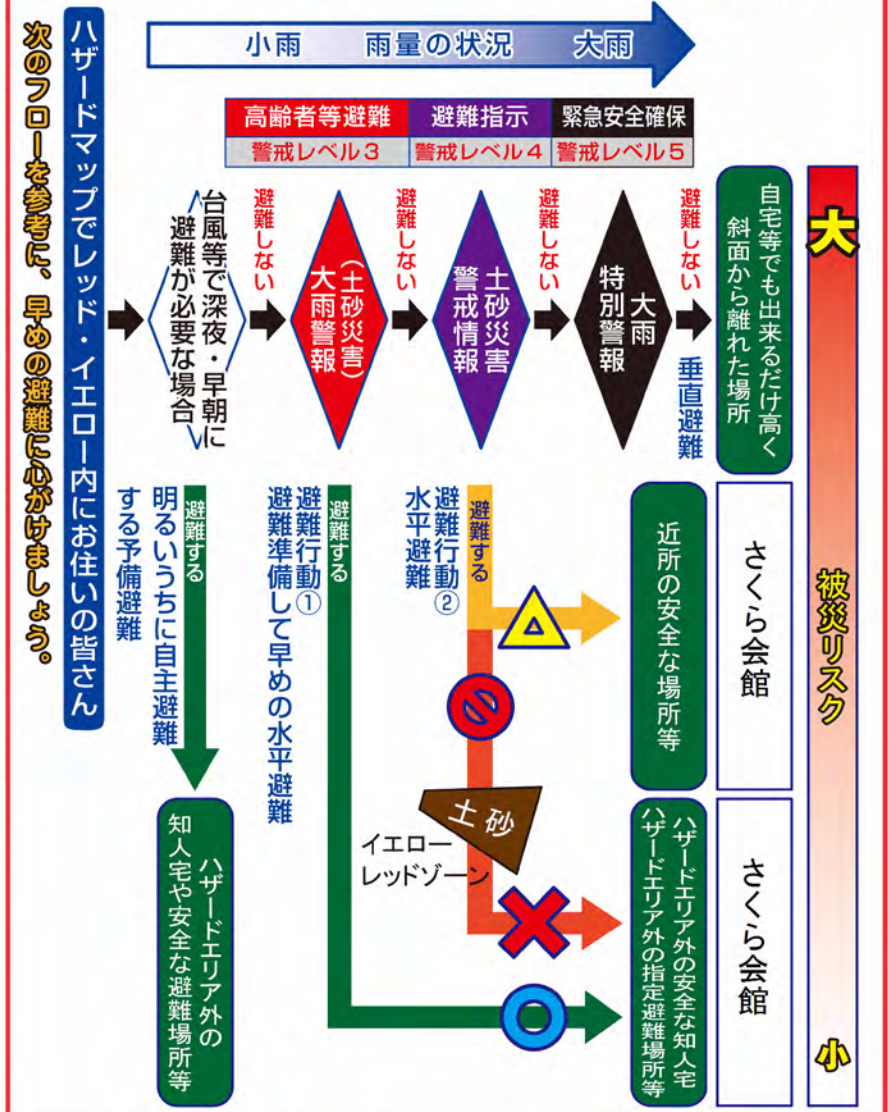 次のフローを参考に、早めの避難に心がけましょう。
ハザードマップでレッド・イエロー内にお住いの皆さん
小雨 雨量の状況 大雨
高齢者等避難 避難指示 緊急安全確保
警戒レベル3 警戒レベル4 警戒レベル5
台風等で深夜・早朝に
避難が必要な場合
避難しない
(土砂災害)
大雨警報
避難しない
土砂災害
警戒情報
避難しない
大雨
特別警報
避難しない
垂直避難
自宅等でも出来るだけ高く
斜面から離れた場所
避難する
明るいうちに自主避難
する予備避難
ハザードエリア外の
知人宅や安全な避難場所等
避難する
避難行動①
避難準備して早めの水平避難
避難する
避難行動②
水平避難
近所の安全な場所等
さくら会館
土砂
イエロー
レッドゾーン
ハザードエリア外の安全な知人宅
ハザードエリア外の指定避難場所等
さくら会館
大
被災リスク
小